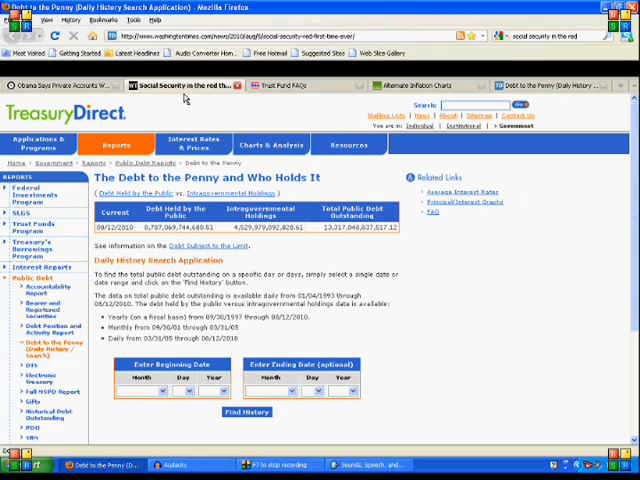 Debt to the Penny (Daily History Search Application) - Mozilla Firefox
View History Bookmarks Tools Help
http://www.washingtontimes.com/news/2010/aug/5/social-security-red-first-time-ever/
social security in the red
Most Visited Getting Started Latest Headlines Audio Converter Hom... Free Hotmail Suggested Sites Web Slice Gallery
Obama Says Private Accounts W... Social Security in the red th... Trust Fund FAQs Alternate Inflation Charts Debt to the Penny (Daily History ...
TreasuryDirect.
Search: Go
Mailing Lists | News | About | Sitemap | Contact Us
You are in: Individual | Institutional | > Government
Applications & Programs
Reports
Interest Rates & Prices
Charts & Analysis
Resources
Home > Government > Reports > Public Debt Reports > Debt to the Penny
REPORTS
Federal
Investments
Program
SLGS
Trust Funds
Program
Treasury's
Borrowings
Program
Interest Reports
Public Debt
Accountability
Report
Bearer and
Registered
Securities
Debt Position and
Activity Report
Debt to the Penny
(Daily History /
Search)
DTS
Electronic
Treasury
Full MSPD Report
Gifts
Historical Debt
Outstanding
PDO
SBN
The Debt to the Penny and Who Holds It
( Debt Held by the Public vs. Intragovernmental Holdings )
Current
Debt Held by the Public
Intragovernmental Holdings
Total Public Debt Outstanding
08/12/2010 8,787,069,744,688.51 4,529,979,092,828.61 13,317,048,837,517.12
See information on the Debt Subject to the Limit.
Daily History Search Application
To find the total public debt outstanding on a specific day or days, simply select a single date or
date range and click on the 'Find History' button.
The data on total public debt outstanding is available daily from 01/04/1993 through
08/12/2010. The debt held by the public versus intragovernmental holdings data is available:
• Yearly (on a fiscal basis) from 09/30/1997 through 08/12/2010.
• Monthly from 09/30/01 through 03/31/05
• Daily from 03/31/05 through 08/12/2010
Enter Beginning Date
Month Day Year
Enter Ending Date (optional)
Month Day Year
Find History
Related Links
Average Interest Rates
Principal/Interest Graphs
FAQ
Debt to the Penny (D... Audacity F7 to stop recording Sounds, Speech, and...